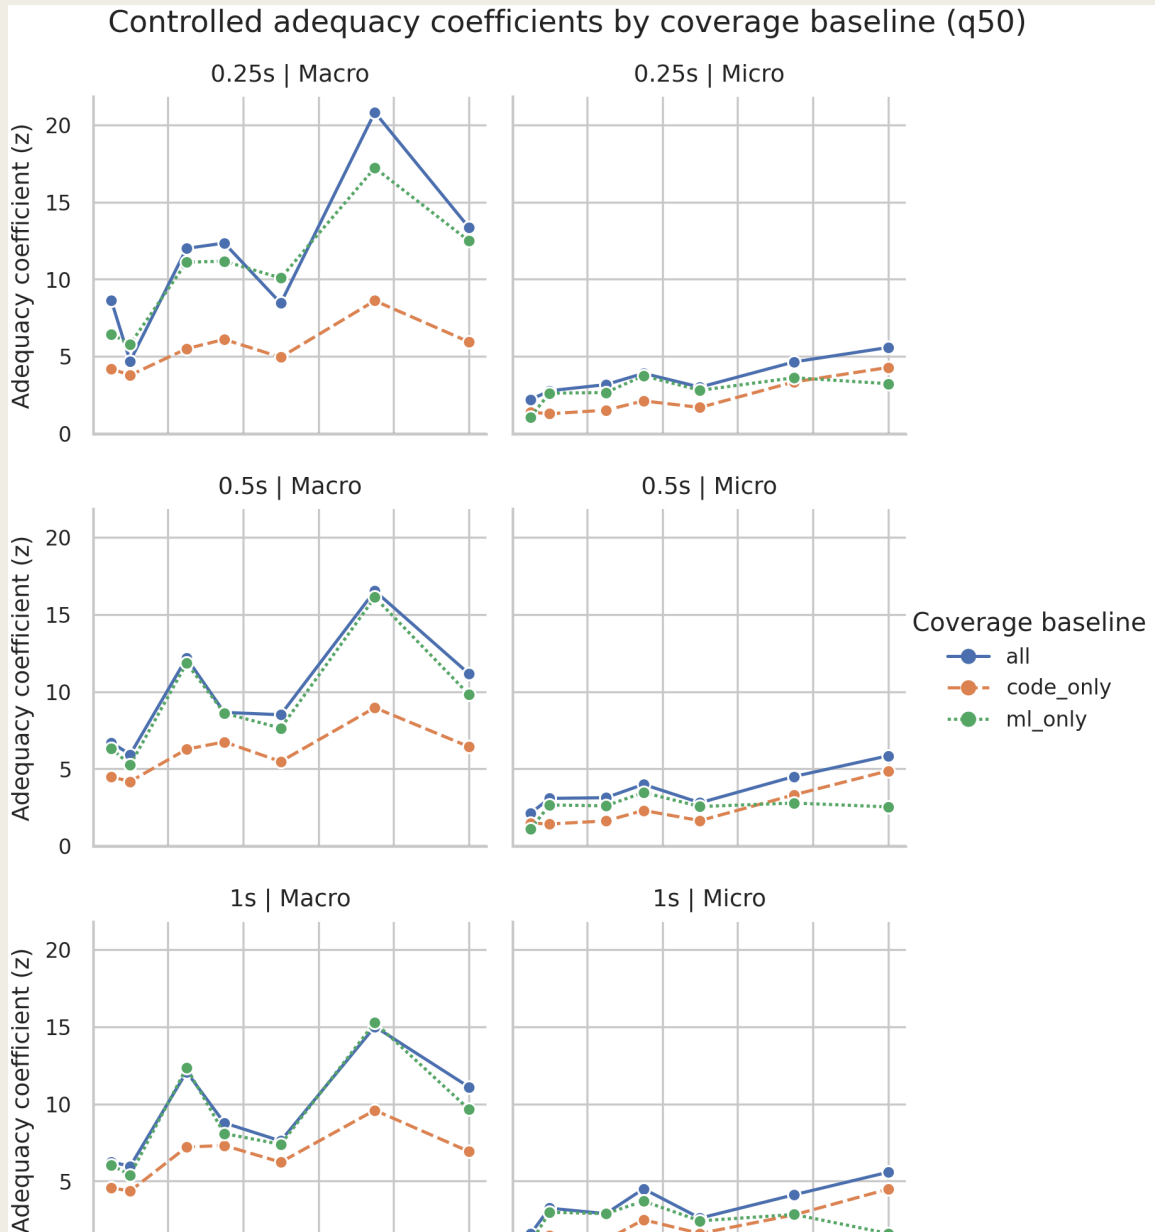 Controlled adequacy coefficients by coverage baseline (q50)
0.25s | Macro
0.25s | Micro
Adequacy coefficient (z)
20
15
10
5
0
0.5s | Macro
0.5s | Micro
Adequacy coefficient (z)
20
15
10
5
0
Coverage baseline
all
code_only
ml_only
1s | Macro
1s | Micro
Adequacy coefficient (z)
20
15
10
5